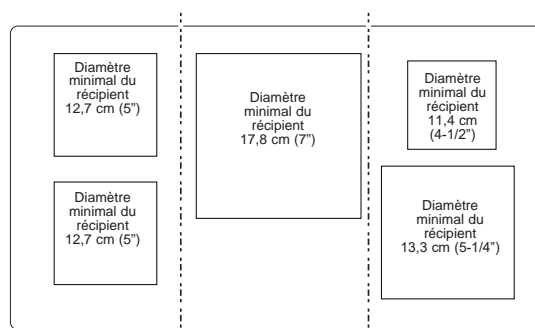 Diamètre
minimal du
récipient
12,7 cm (5”)
Diamètre
minimal du
récipient
12,7 cm (5”)
Diamètre
minimal du
récipient
17,8 cm (7”)
Diamètre
minimal du
récipient
11,4 cm
(4-1/2”)
Diamètre
minimal du
récipient
13,3 cm (5-1/4”)